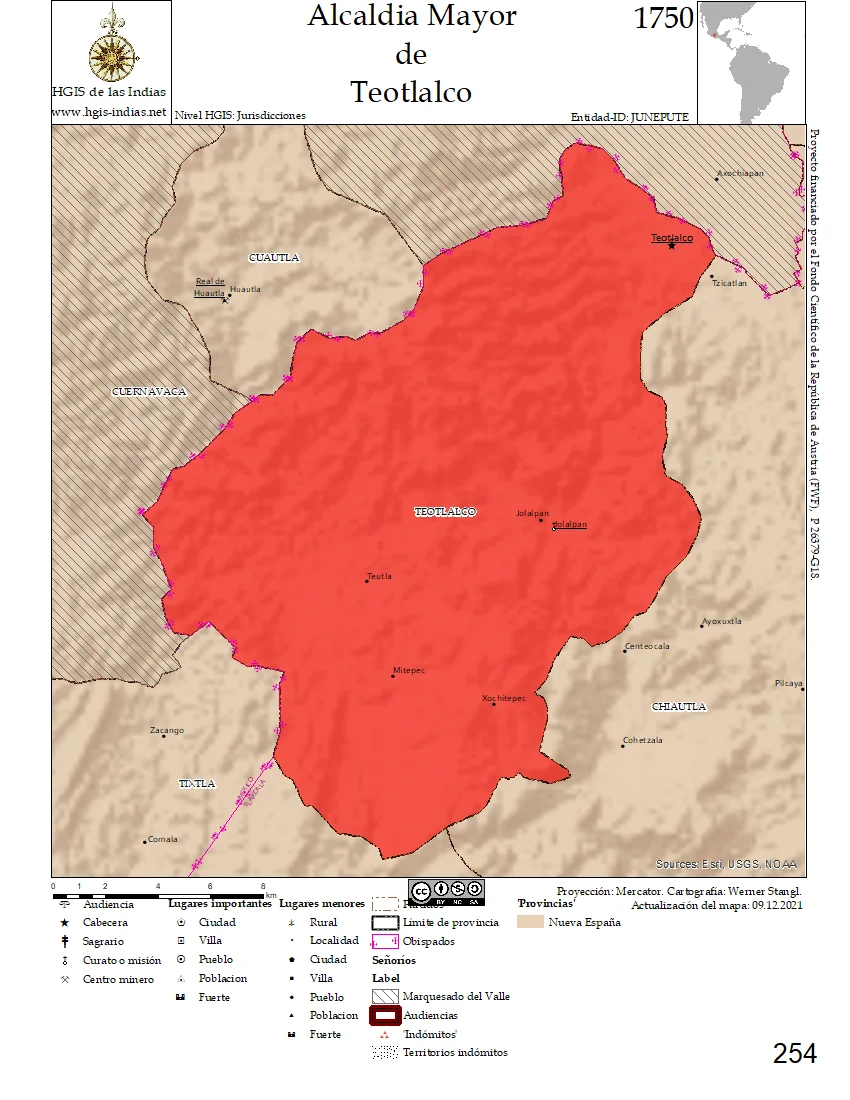 Alcaldia Mayor
de
Teotlalco
1750
HGIS de las Indias
www.hgis-indias.net
Nivel HGIS: Jurisdicciones
Entidad-ID: JUNEPUTE
Proyecto financiado por el Fondo Científico de la República de Austria (FWF), P 26379-G18.
Axochiapan
Teotlalco
CUAUTLA
Real de
Huautla
Huautla
Tzicatlan
CUERNAVACA
TEOTLALCO
Jolalpan
Jolalpan
Teutla
Ayoxuxtla
Centeocala
Mitepec
Pilcaya
Xochitepec
CHIAUTLA
Zacango
Cohetzala
TIXTLA
MEXICO
TLAXCALA
Comala
Sources: Esri, USGS, NOAA
0 1 2 4 6 8
km
CC BY NC SA
Proyección: Mercator. Cartografía: Werner Stangl.
Actualización del mapa: 09.12.2021
Audiencia
Cabecera
Sagrario
Curato o misión
Centro minero
Lugares importantes
Ciudad
Villa
Pueblo
Poblacion
Fuerte
Lugares menores
Rural
Localidad
Ciudad
Villa
Pueblo
Poblacion
Fuerte
Límite de provincia
Obispados
Señoríos
Label
Marquesado del Valle
Audiencias
'Indómitos'
Territorios indómitos
'Provincias'
Nueva España
254